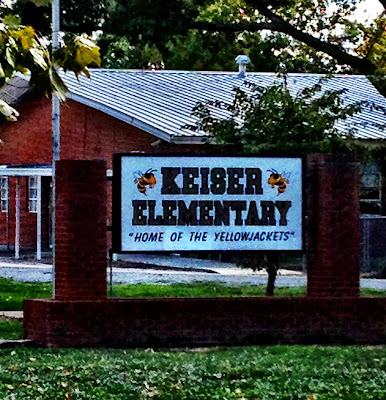 KEISER
ELEMENTARY
"HOME OF THE YELLOWJACKETS"